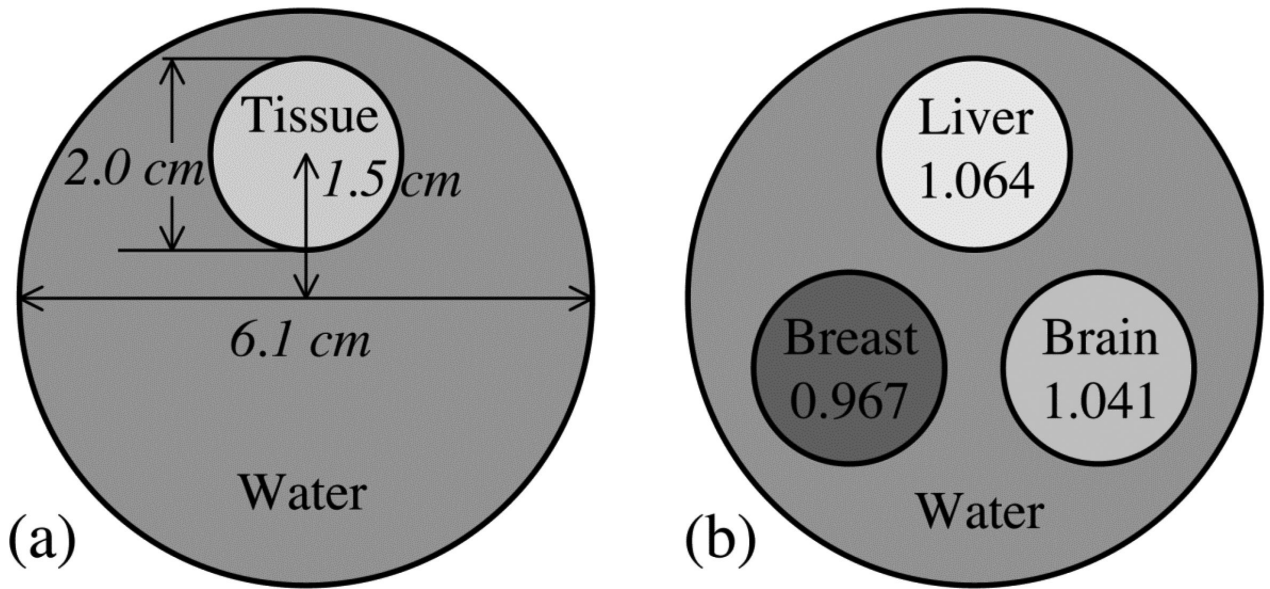 Tissue
2.0 cm
1.5 cm
6.1 cm
Water
(a)
Liver
1.064
Breast
0.967
Brain
1.041
Water
(b)